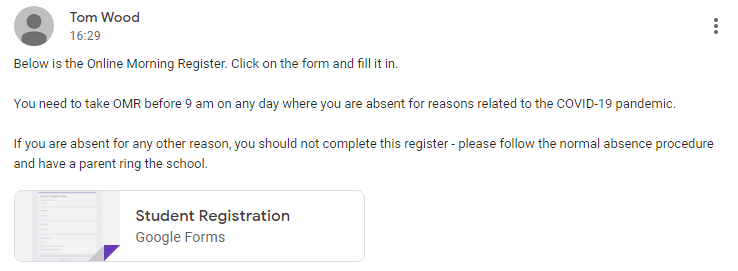 Tom Wood
16:29
Below is the Online Morning Register. Click on the form and fill it in.
You need to take OMR before 9 am on any day where you are absent for reasons related to the COVID-19 pandemic.
If you are absent for any other reason, you should not complete this register - please follow the normal absence procedure
and have a parent ring the school.
Student Registration
Google Forms